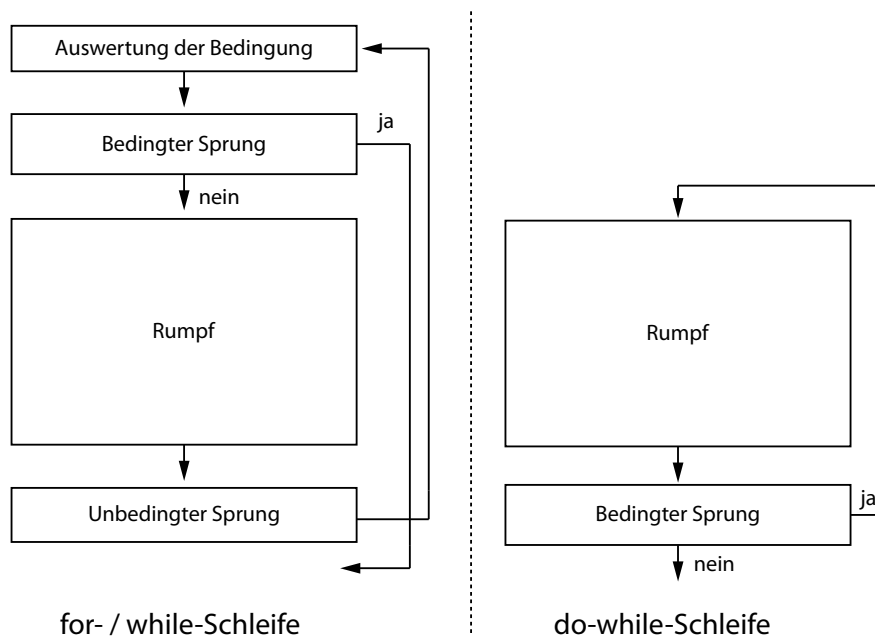 Auswertung der Bedingung
Bedingter Sprung
ja
nein
Rumpf
Unbedingter Sprung
for- / while-Schleife
Rumpf
Bedingter Sprung
ja
nein
do-while-Schleife